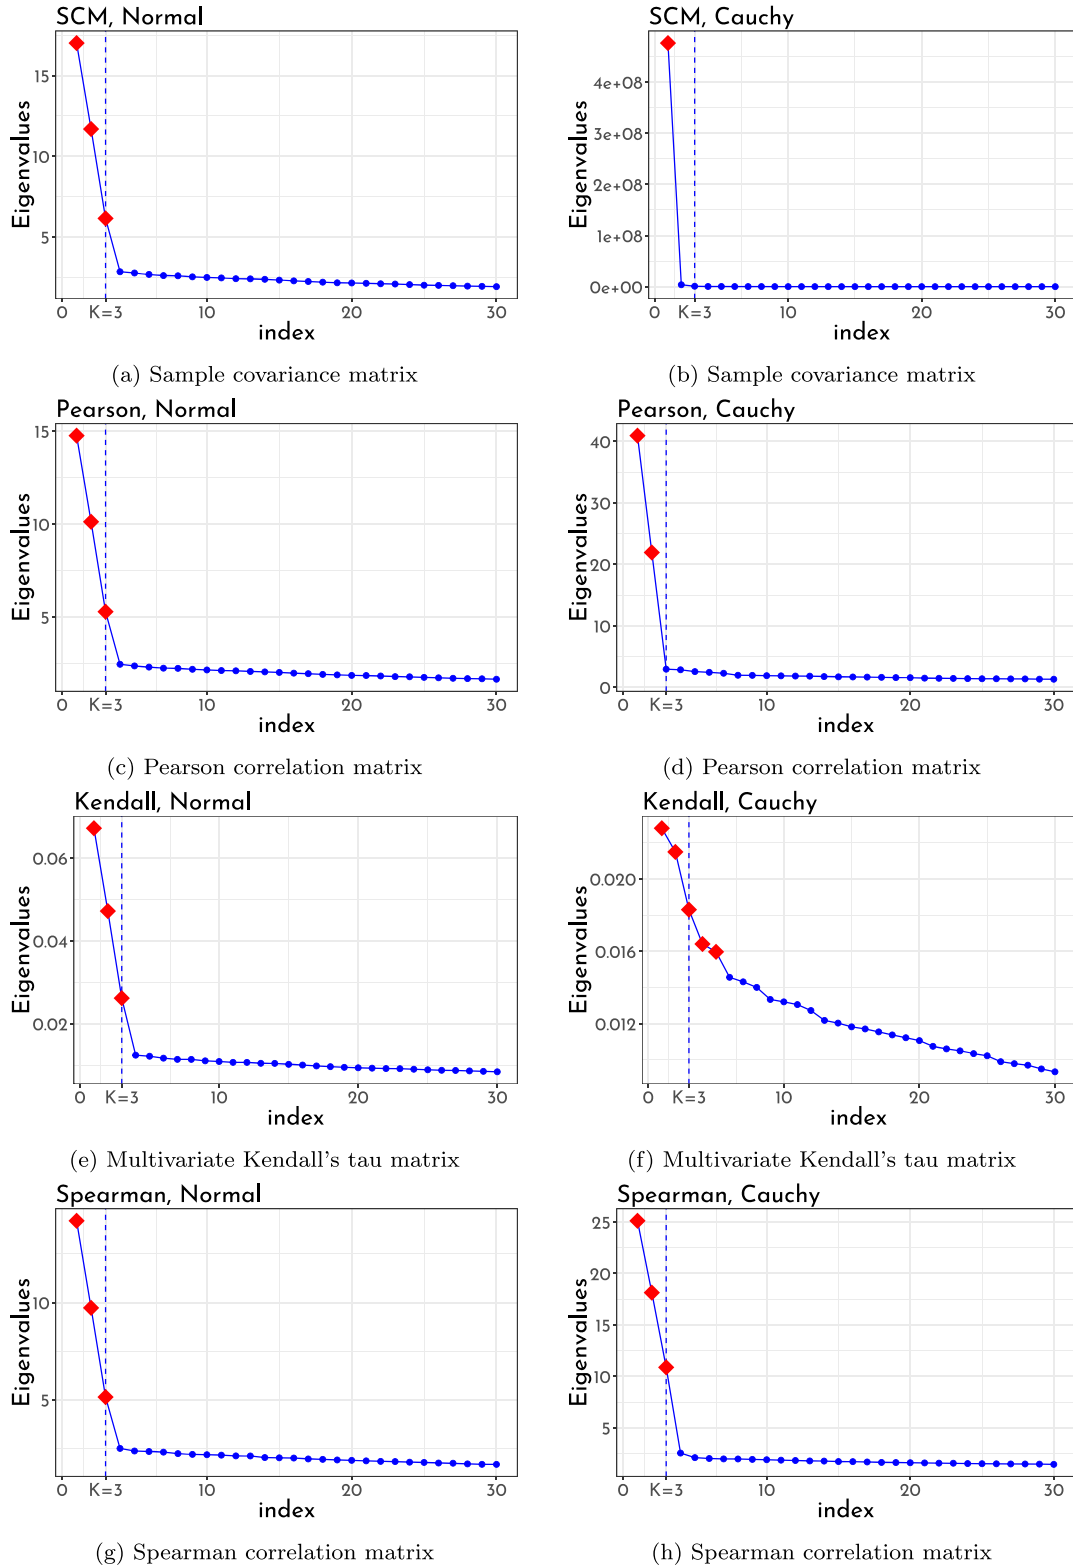 SCM, Normal
Eigenvalues
15
10
5
0 K=3 10 20 30
index
(a) Sample covariance matrix
SCM, Cauchy
Eigenvalues
4e+08
3e+08
2e+08
1e+08
0e+00
0 K=3 10 20 30
index
(b) Sample covariance matrix
Pearson, Normal
Eigenvalues
15
10
5
0 K=3 10 20 30
index
(c) Pearson correlation matrix
Pearson, Cauchy
Eigenvalues
40
30
20
10
0
0 K=3 10 20 30
index
(d) Pearson correlation matrix
Kendall, Normal
Eigenvalues
0.06
0.04
0.02
0 K=3 10 20 30
index
(e) Multivariate Kendall's tau matrix
Kendall, Cauchy
Eigenvalues
0.020
0.016
0.012
0 K=3 10 20 30
index
(f) Multivariate Kendall's tau matrix
Spearman, Normal
Eigenvalues
10
5
0 K=3 10 20 30
index
(g) Spearman correlation matrix
Spearman, Cauchy
Eigenvalues
25
20
15
10
5
0 K=3 10 20 30
index
(h) Spearman correlation matrix